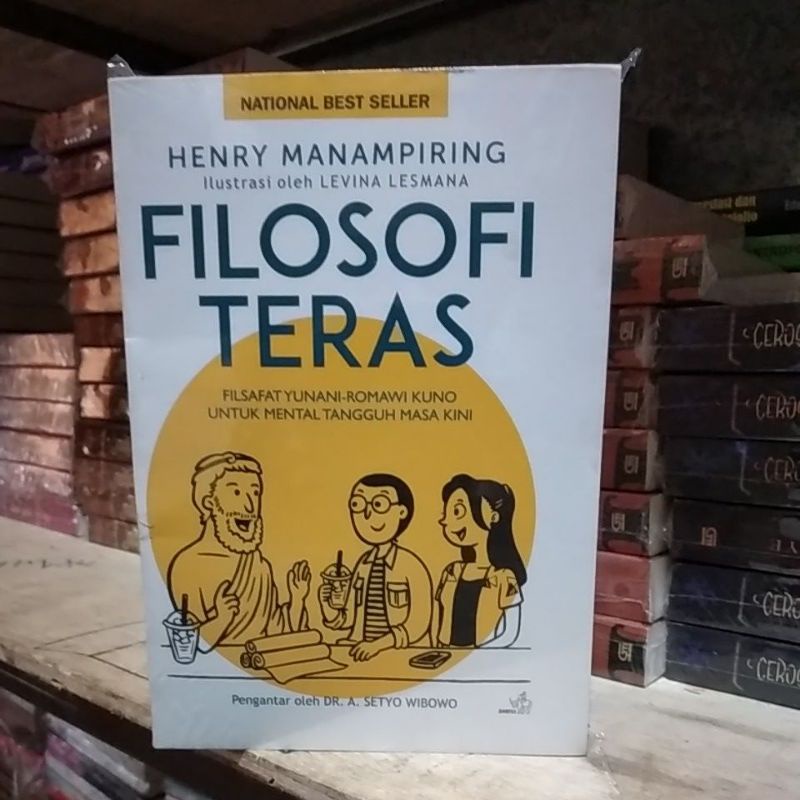 NATIONAL BEST SELLER
HENRY MANAMPIRING
Ilustrasi oleh LEVINA LESMANA
FILOSOFI
TERAS
FILSAFAT YUNANI-ROMAWI KUNO
UNTUK MENTAL TANGGUH MASA KINI
Pengantar oleh DR. A. SETYO WIBOWO